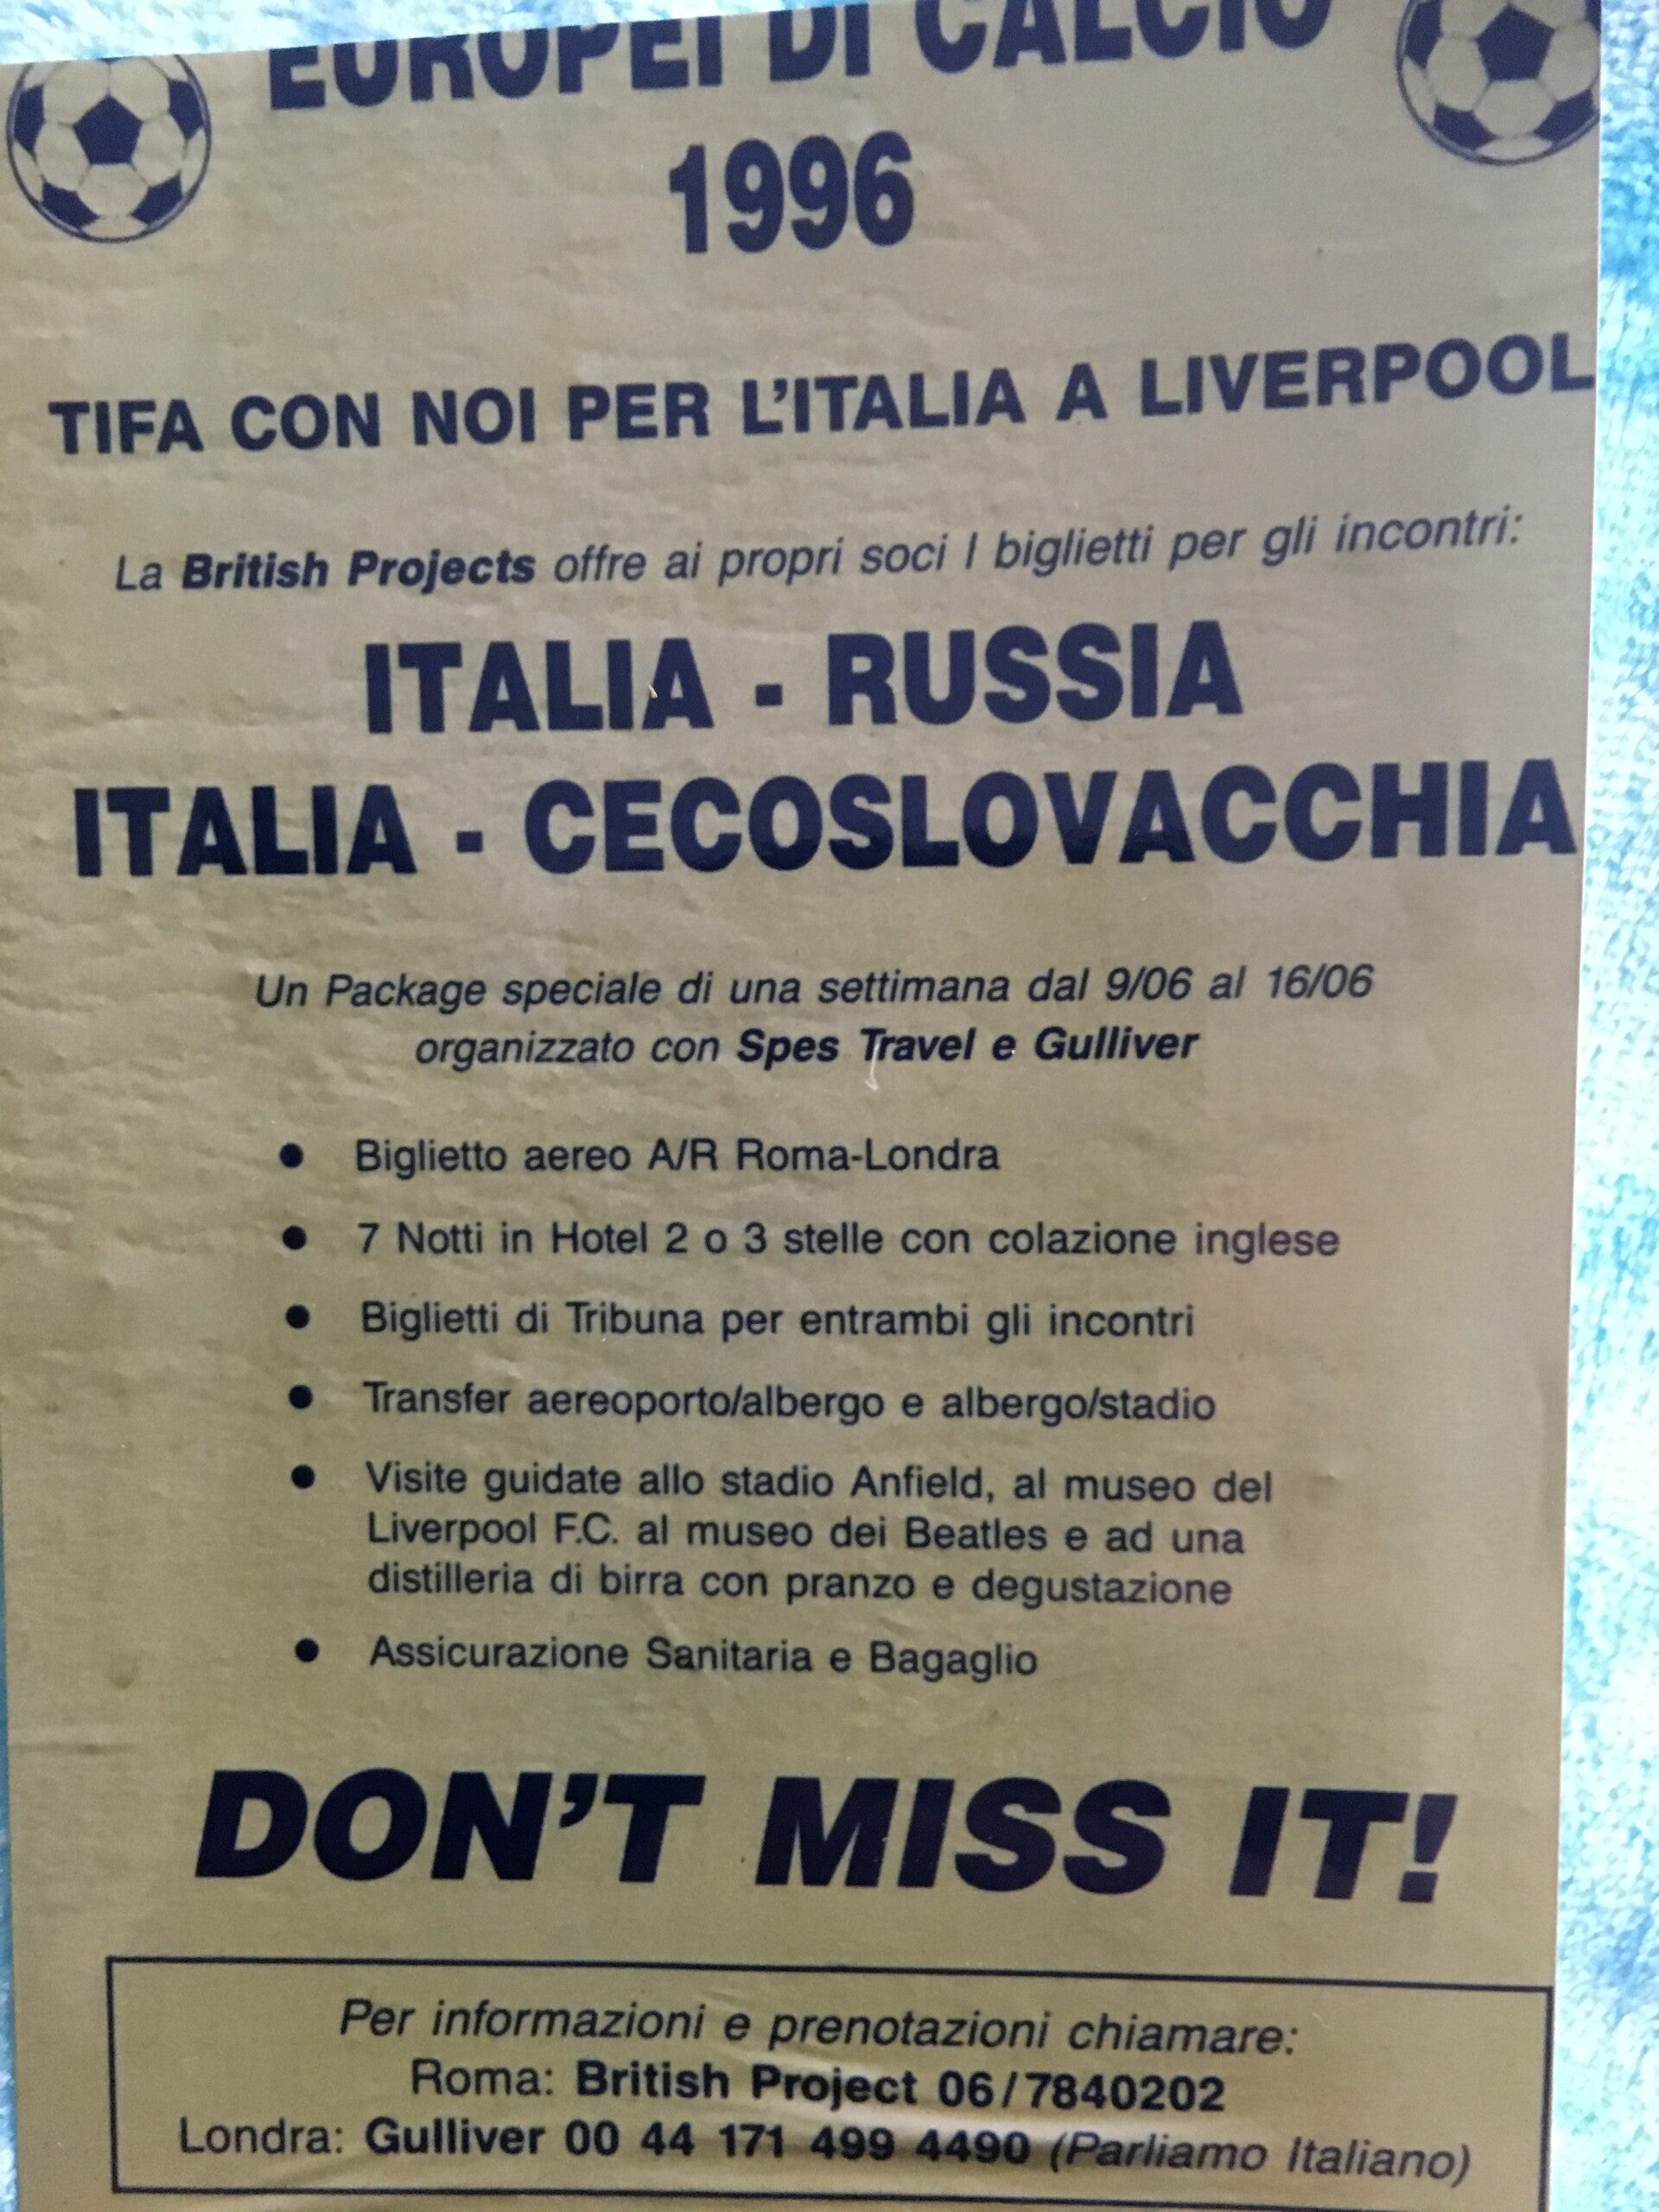 EUROPEI DI CALCIO
1996
TIFA CON NOI PER L'ITALIA A LIVERPOOL
La British Projects offre ai propri soci I biglietti per gli incontri:
ITALIA - RUSSIA
ITALIA - CECOSLOVACCHIA
Un Package speciale di una settimana dal 9/06 al 16/06
organizzato con Spes Travel e Gulliver
● Biglietto aereo A/R Roma-Londra
● 7 Notti in Hotel 2 o 3 stelle con colazione inglese
● Biglietti di Tribuna per entrambi gli incontri
● Transfer aereoporto/albergo e albergo/stadio
● Visite guidate allo stadio Anfield, al museo del
Liverpool F.C. al museo dei Beatles e ad una
distilleria di birra con pranzo e degustazione
● Assicurazione Sanitaria e Bagaglio
DON'T MISS IT!
Per informazioni e prenotazioni chiamare:
Roma: British Project 06/7840202
Londra: Gulliver 00 44 171 499 4490 (Parliamo Italiano)